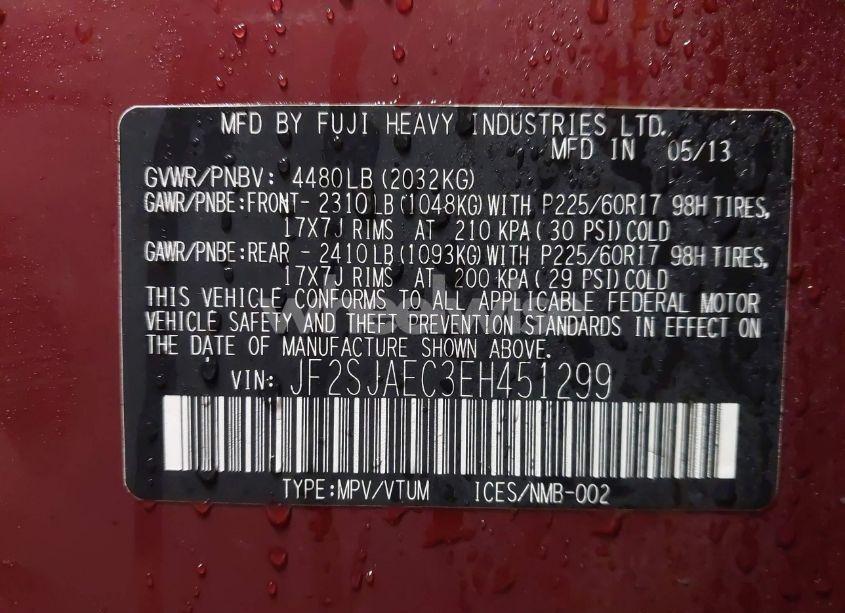 MFD BY FUJI HEAVY INDUSTRIES LTD.
MFD IN 05/13
GVWR/PNBV: 4480LB (2032KG)
GAWR/PNBE:FRONT- 2310LB (1048KG) WITH P225/60R17 98H TIRES,
17X7J RIMS AT 210 KPA (30 PSI) COLD
GAWR/PNBE:REAR - 2410LB (1093KG) WITH P225/60R17 98H TIRES,
17X7J RIMS AT 200 KPA (29 PSI) COLD
THIS VEHICLE CONFORMS TO ALL APPLICABLE FEDERAL MOTOR
VEHICLE SAFETY AND THEFT PREVENTION STANDARDS IN EFFECT ON
THE DATE OF MANUFACTURE SHOWN ABOVE.
VIN: JF2SJAEC3EH451299
TYPE:MPV/VTUM ICES/NMB-002